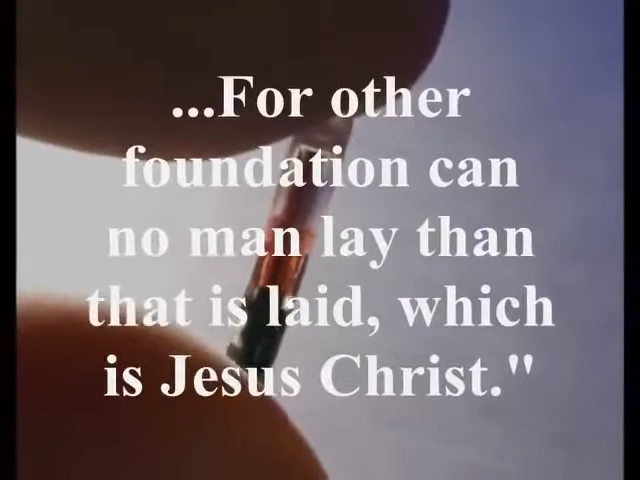 ...For other
foundation can
no man lay than
that is laid, which
is Jesus Christ."